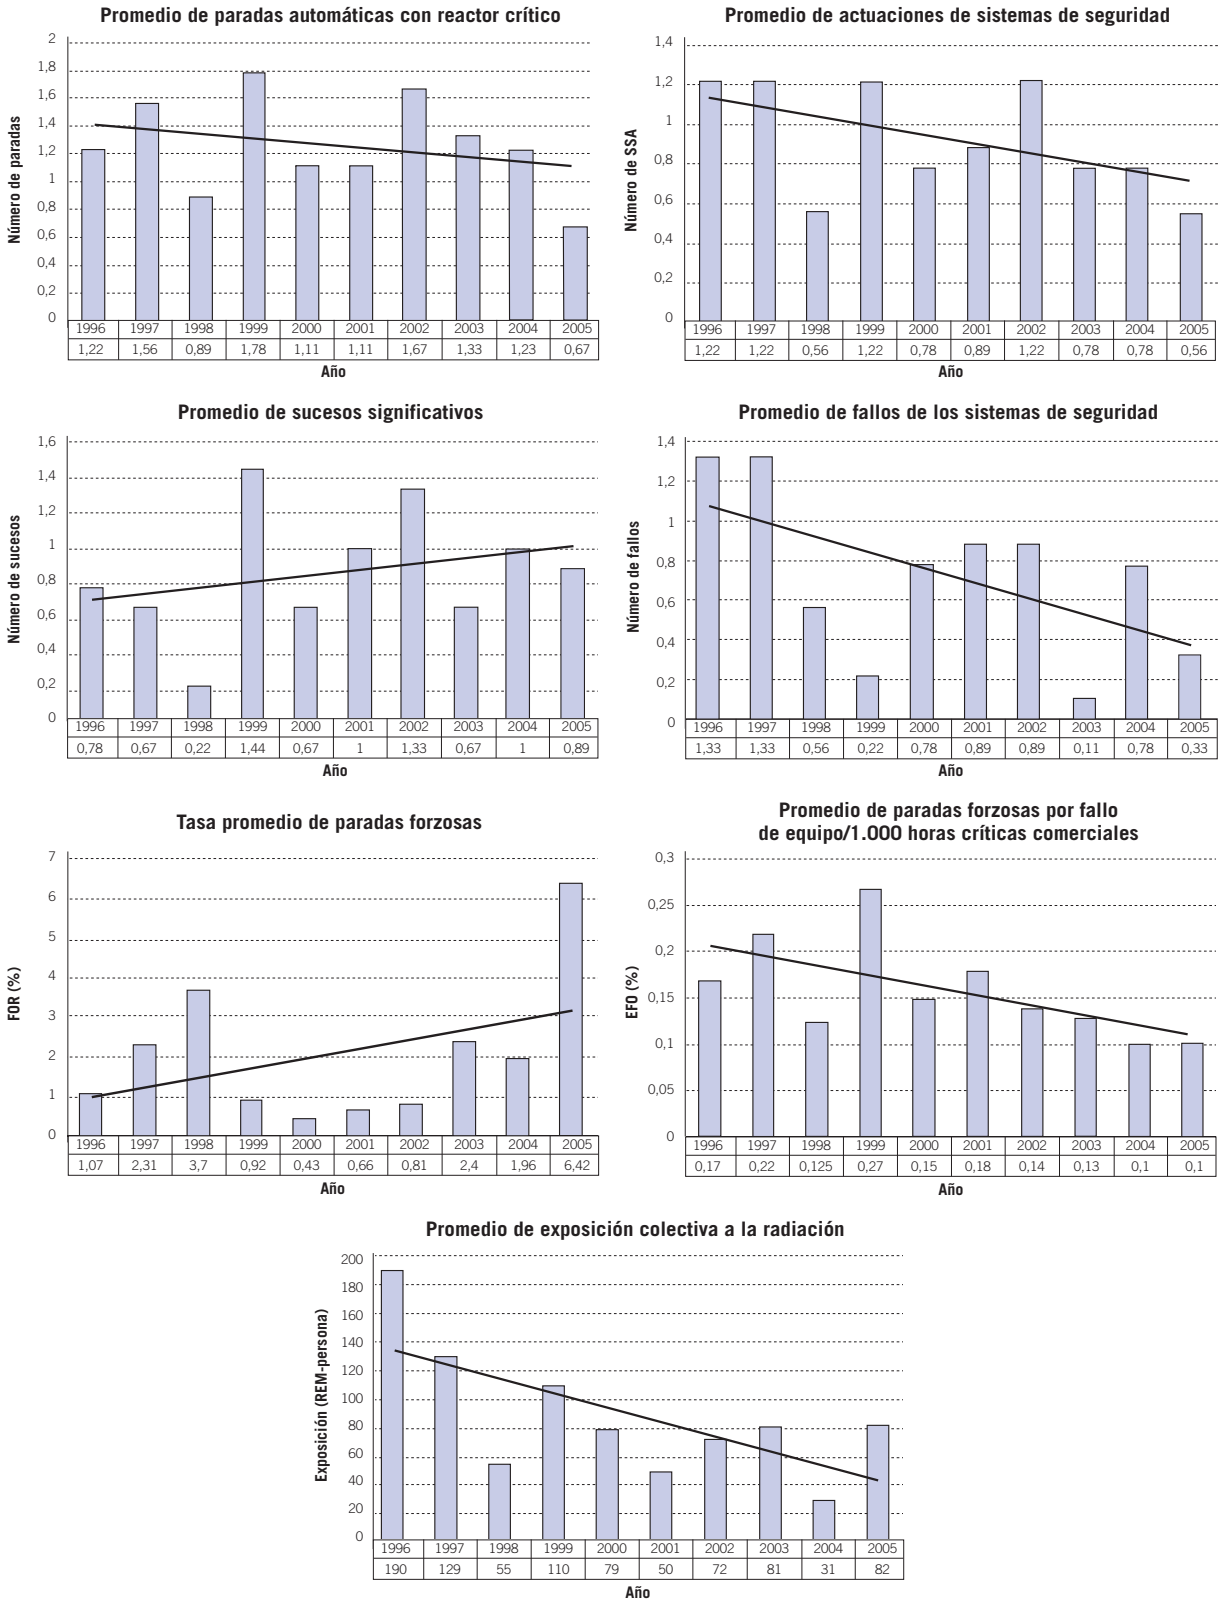 Promedio de paradas automáticas con reactor crítico
Número de paradas
2
1,8
1,6
1,4
1,2
1
0,8
0,6
0,4
0,2
0
1996 1997 1998 1999 2000 2001 2002 2003 2004 2005
1,22 1,56 0,89 1,78 1,11 1,11 1,67 1,33 1,23 0,67
Año
Promedio de actuaciones de sistemas de seguridad
Número de SSA
1,4
1,2
1
0,8
0,6
0,4
0,2
0
1996 1997 1998 1999 2000 2001 2002 2003 2004 2005
1,22 1,22 0,56 1,22 0,78 0,89 1,22 0,78 0,78 0,56
Año
Promedio de sucesos significativos
Número de sucesos
1,6
1,4
1,2
1
0,8
0,6
0,4
0,2
0
1996 1997 1998 1999 2000 2001 2002 2003 2004 2005
0,78 0,67 0,22 1,44 0,67 1 1,33 0,67 1 0,89
Año
Promedio de fallos de los sistemas de seguridad
Número de fallos
1,4
1,2
1
0,8
0,6
0,4
0,2
0
1996 1997 1998 1999 2000 2001 2002 2003 2004 2005
1,33 1,33 0,56 0,22 0,78 0,89 0,89 0,11 0,78 0,33
Año
Tasa promedio de paradas forzosas
FOR (%)
7
6
5
4
3
2
1
0
1996 1997 1998 1999 2000 2001 2002 2003 2004 2005
1,07 2,31 3,7 0,92 0,43 0,66 0,81 2,4 1,96 6,42
Año
Promedio de paradas forzosas por fallo
de equipo/1.000 horas críticas comerciales
EFO (%)
0,3
0,25
0,2
0,15
0,1
0,05
0
1996 1997 1998 1999 2000 2001 2002 2003 2004 2005
0,17 0,22 0,125 0,27 0,15 0,18 0,14 0,13 0,1 0,1
Año
Promedio de exposición colectiva a la radiación
Exposición (REM-persona)
200
180
160
140
120
100
80
60
40
20
0
1996 1997 1998 1999 2000 2001 2002 2003 2004 2005
190 129 55 110 79 50 72 81 31 82
Año